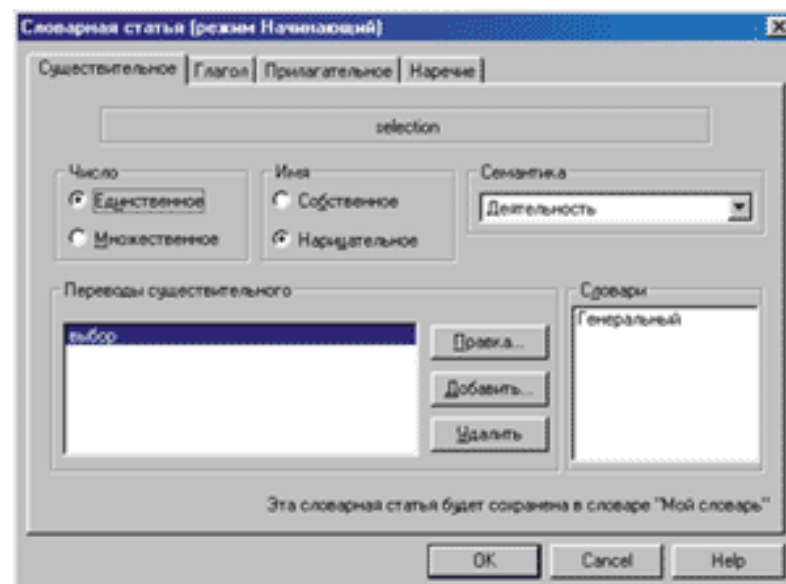 Словарная статья (режим Начинающий)
Существительное Глагол Прилагательное Наречие
selection
Число Имя Семантика
Единственное Собственное Деятельность
Множественное Нарицательное
Переводы существительного Словари
выбор Генеральный
Правка...
Добавить...
Удалить
Эта словарная статья будет сохранена в словаре "Мой словарь"
OK Cancel Help